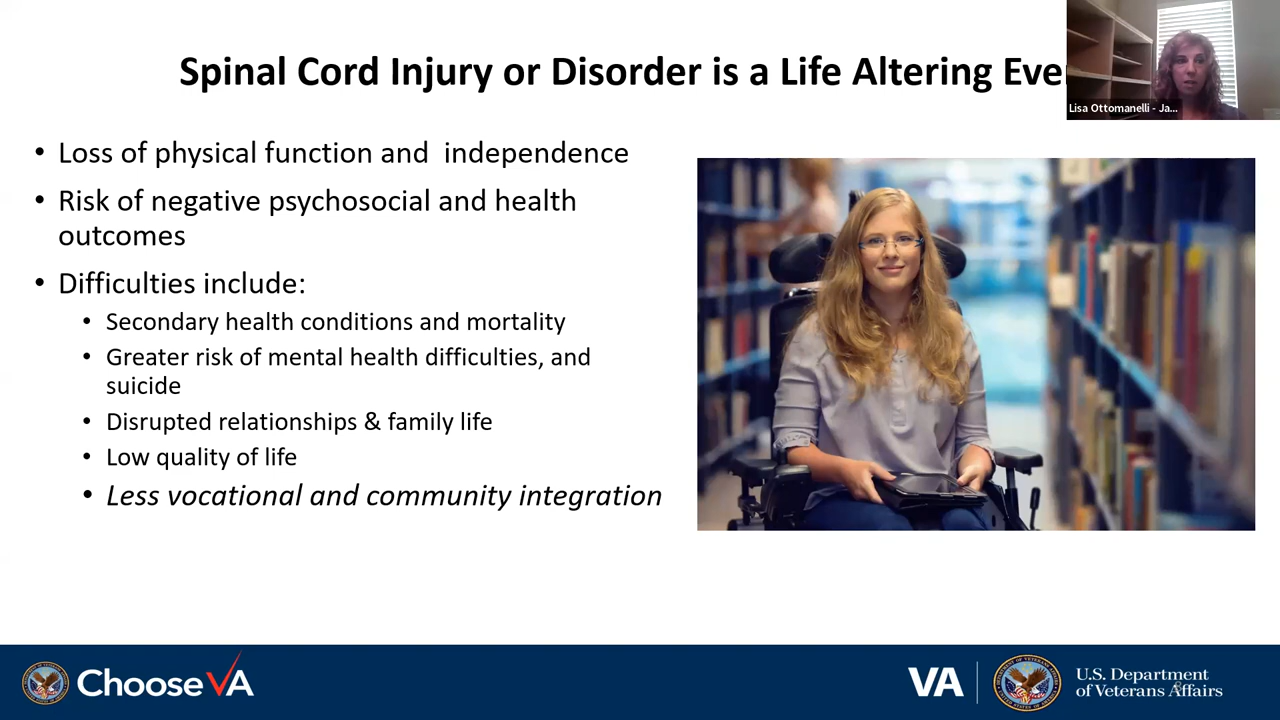 Spinal Cord Injury or Disorder is a Life Altering Eve
Lisa Ottomanelli - Ja...
• Loss of physical function and independence
• Risk of negative psychosocial and health
outcomes
• Difficulties include:
• Secondary health conditions and mortality
• Greater risk of mental health difficulties, and
suicide
• Disrupted relationships & family life
• Low quality of life
• Less vocational and community integration
Choose VA
VA
U.S. Department
of Veterans Affairs